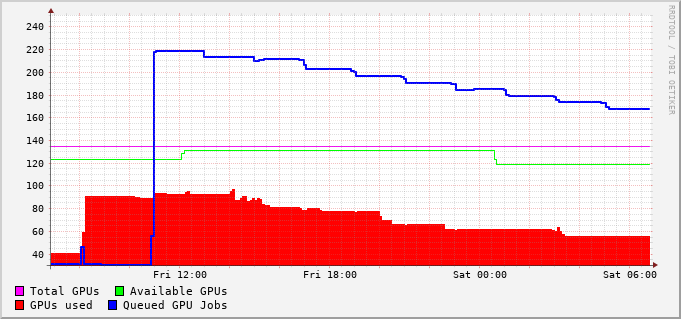 240
220
200
180
160
140
120
100
80
60
40
Fri 12:00 Fri 18:00 Sat 00:00 Sat 06:00
Total GPUs Available GPUs
GPUs used Queued GPU Jobs
RRDTOOL / TOBI OETIKER